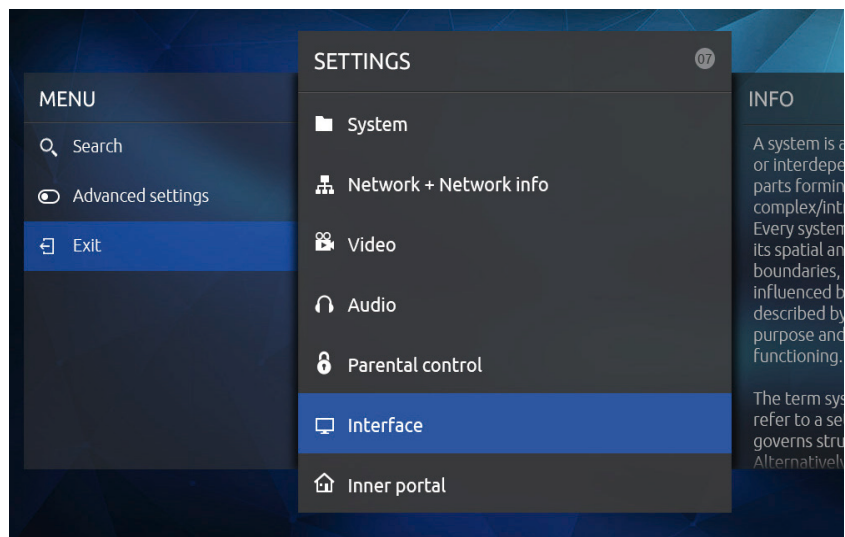 MENU
Search
Advanced settings
Exit
SETTINGS
07
System
Network + Network info
Video
Audio
Parental control
Interface
Inner portal
INFO
A system is
or interdepe
parts formin
complex/int
Every system
its spatial an
boundaries,
influenced b
described by
purpose and
functioning.
The term sys
refer to a se
governs stru
Alternatively